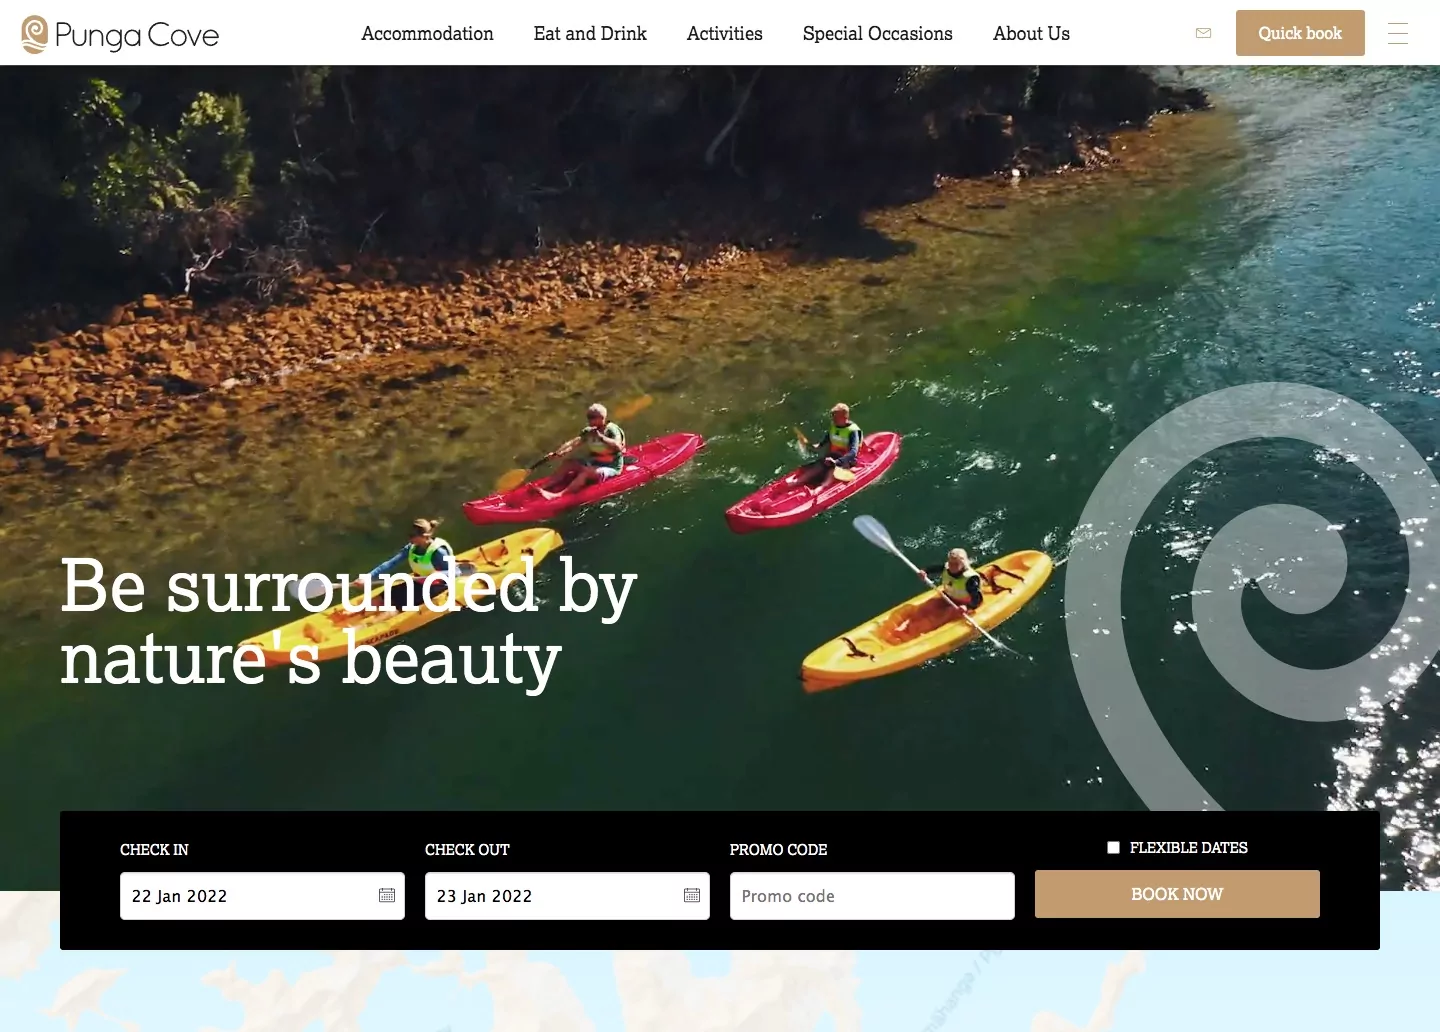 Punga Cove
Accommodation
Eat and Drink
Activities
Special Occasions
About Us
Quick book
Be surrounded by
nature's beauty
CHECK IN
CHECK OUT
PROMO CODE
FLEXIBLE DATES
22 Jan 2022
23 Jan 2022
Promo code
BOOK NOW